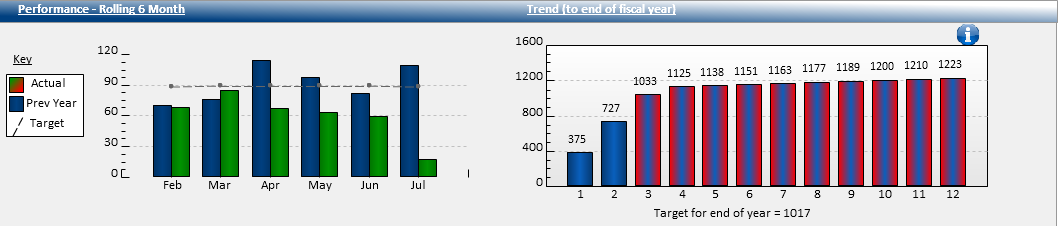 Performance - Rolling 6 Month
Key
Actual
Prev Year
Target
120
90
60
30
0
Feb Mar Apr May Jun Jul
Trend (to end of fiscal year)
i
1600
1200
800
400
0
375 727 1033 1125 1138 1151 1163 1177 1189 1200 1210 1223
1 2 3 4 5 6 7 8 9 10 11 12
Target for end of year = 1017